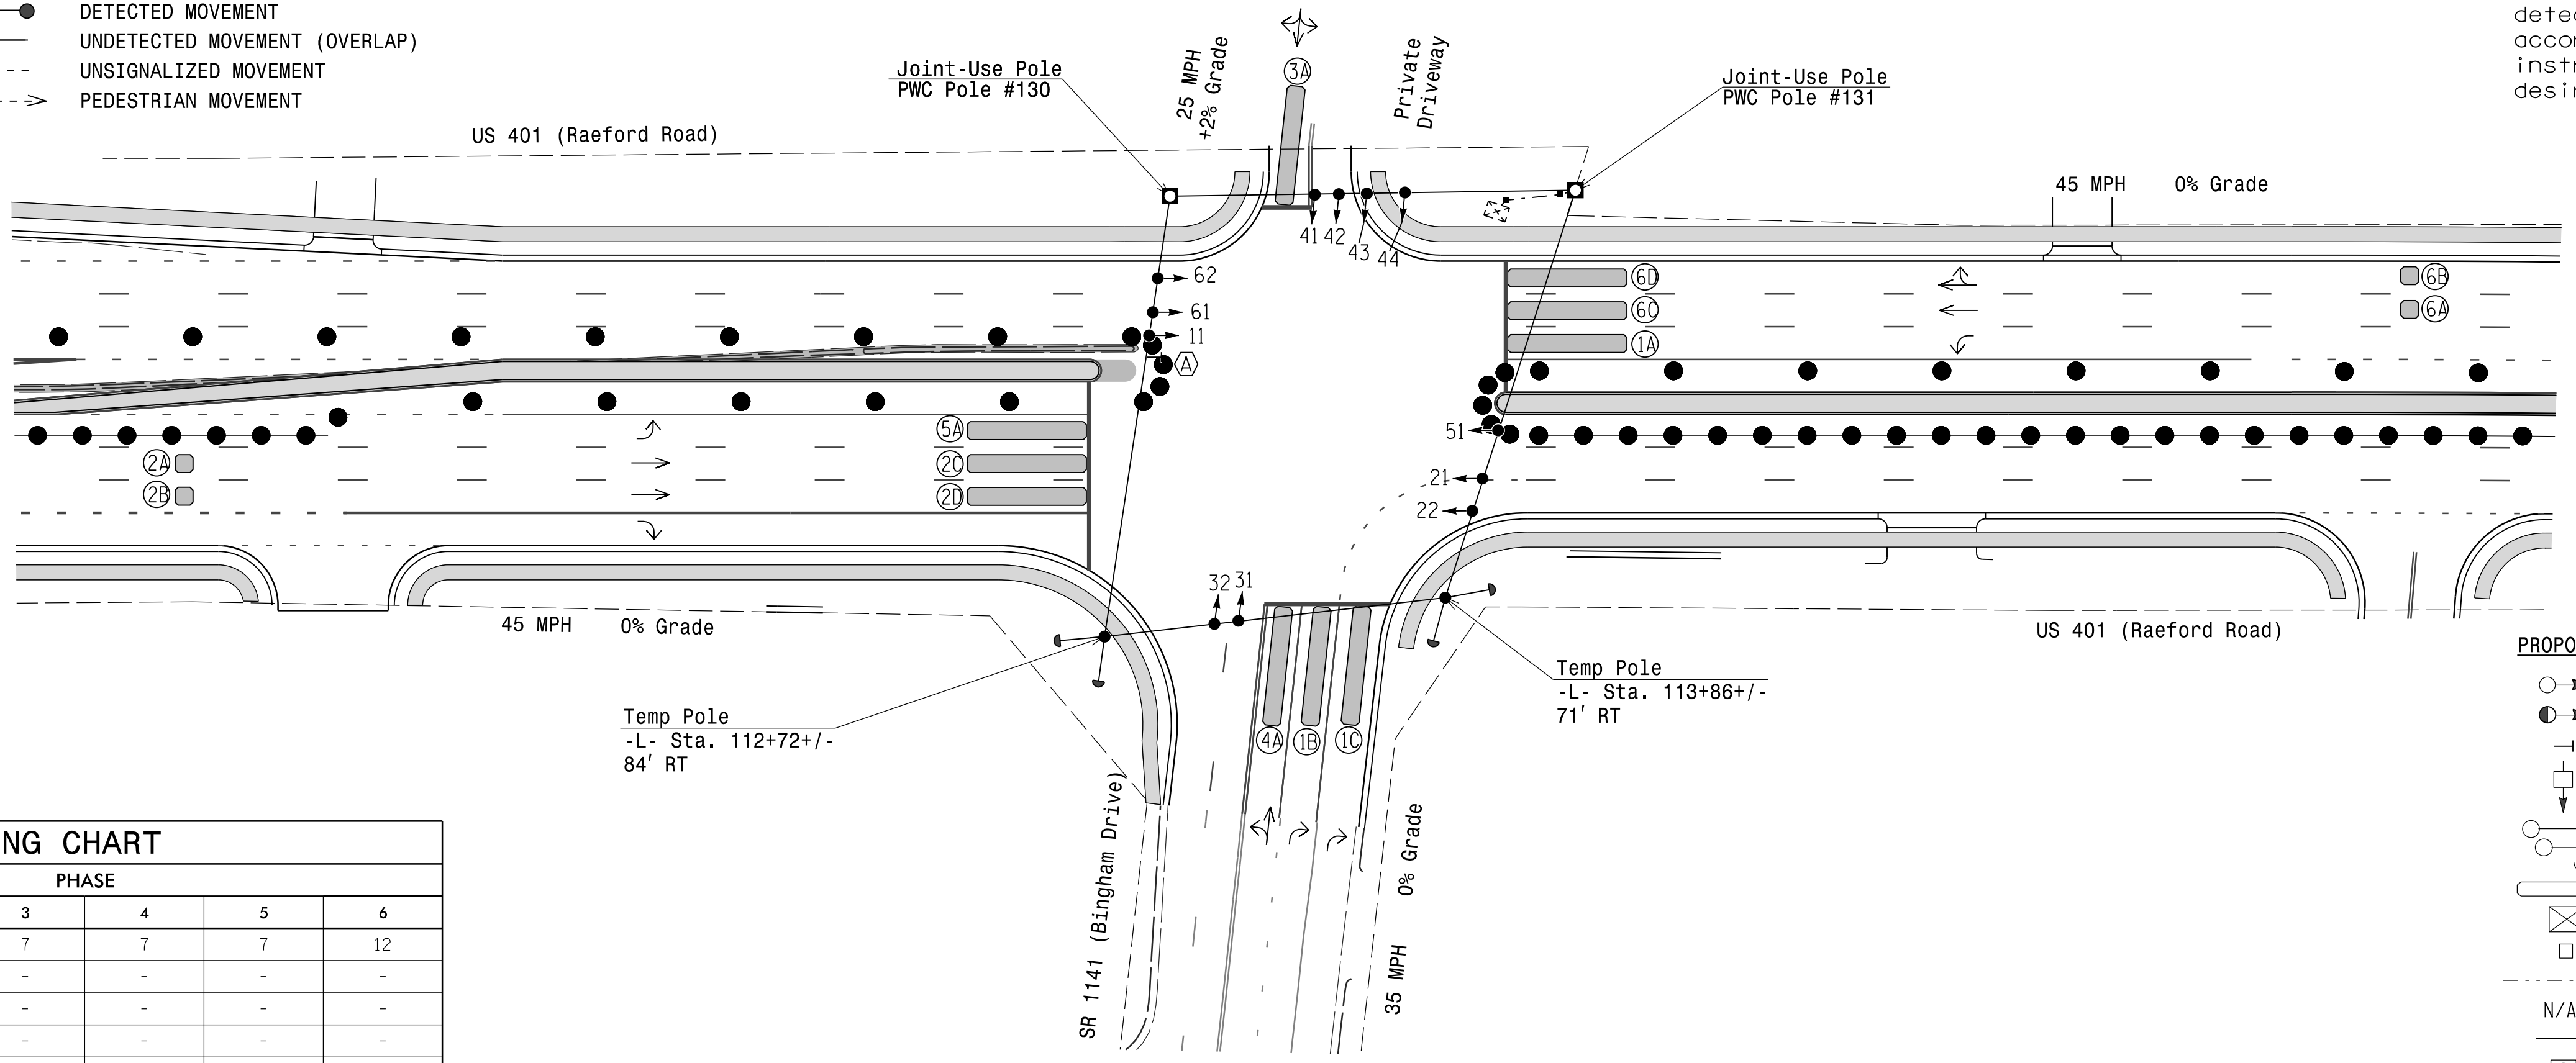 DETECTED MOVEMENT
UNDETECTED MOVEMENT (OVERLAP)
UNSIGNALIZED MOVEMENT
PEDESTRIAN MOVEMENT
US 401 (Raeford Road)
Joint-Use Pole
PWC Pole #130
25 MPH
+2% Grade
3A
Private
Driveway
Joint-Use Pole
PWC Pole #131
45 MPH 0% Grade
41
42
43
44
62
61
11
A
6D
6C
1A
6B
6A
5A
2C
2D
2A
2B
51
21
22
32
31
45 MPH 0% Grade
US 401 (Raeford Road)
Temp Pole
-L- Sta. 112+72+/-
84' RT
Temp Pole
-L- Sta. 113+86+/-
71' RT
4A
1B
1C
SR 1141 (Bingham Drive)
35 MPH 0% Grade
NG CHART
PHASE
3 4 5 6
7 7 7 12
- - - -
- - - -
- - - -
dete
acco
inst
desi
PROPO
N/A